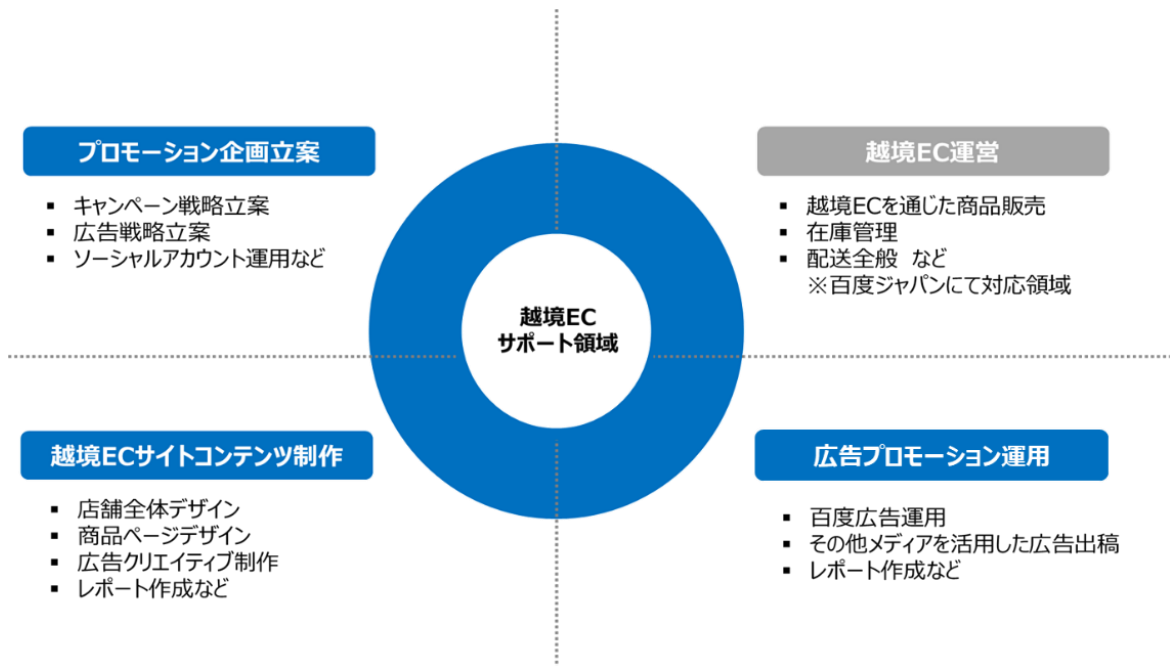 プロモーション企画立案
▪ キャンペーン戦略立案
▪ 広告戦略立案
▪ ソーシャルアカウント運用など
越境EC運営
▪ 越境ECを通じた商品販売
▪ 在庫管理
▪ 配送全般 など
※百度ジャパンにて対応領域
越境EC
サポート領域
越境ECサイトコンテンツ制作
▪ 店舗全体デザイン
▪ 商品ページデザイン
▪ 広告クリエイティブ制作
▪ レポート作成など
広告プロモーション運用
▪ 百度広告運用
▪ その他メディアを活用した広告出稿
▪ レポート作成など